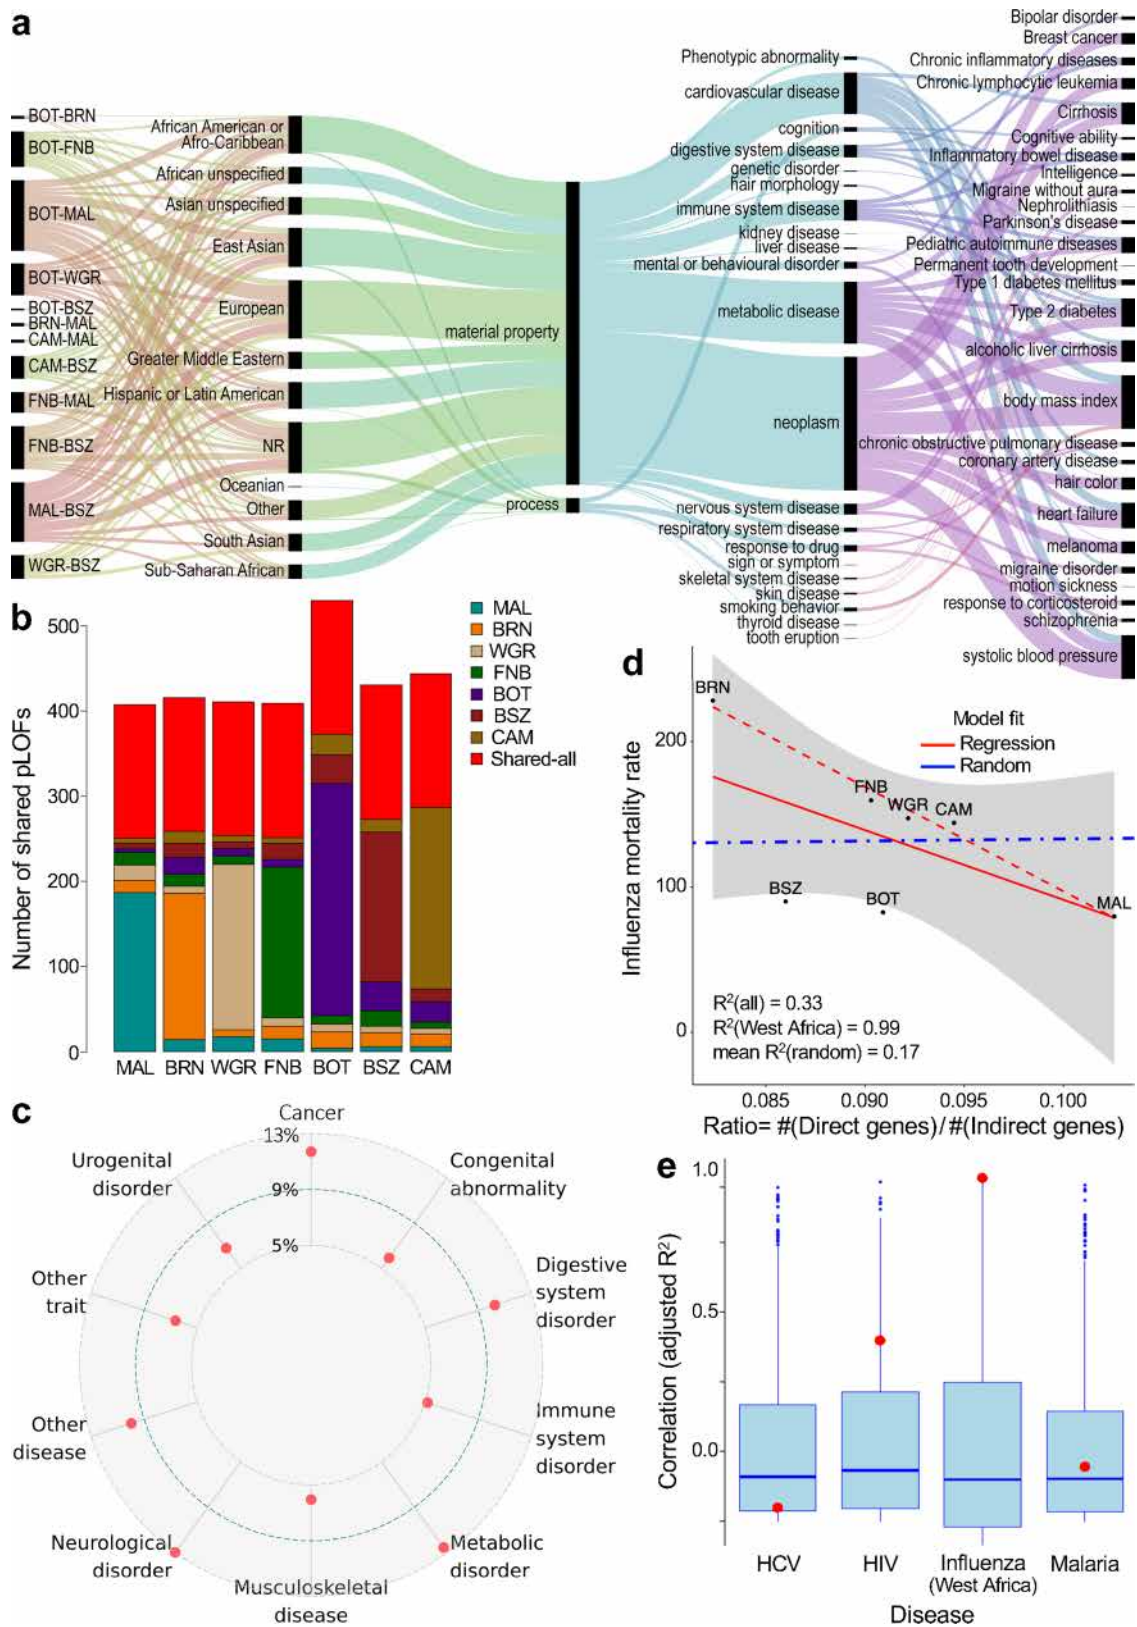 a
BOT-BRN
BOT-FNB
BOT-MAL
BOT-WGR
BOT-BSZ
BRN-MAL
CAM-MAL
CAM-BSZ
FNB-MAL
FNB-BSZ
MAL-BSZ
WGR-BSZ
African American or
Afro-Caribbean
African unspecified
Asian unspecified
East Asian
European
Greater Middle Eastern
Hispanic or Latin American
NR
Oceanian
Other
South Asian
Sub-Saharan African
material property
process
Phenotypic abnormality
cardiovascular disease
cognition
digestive system disease
genetic disorder
hair morphology
immune system disease
kidney disease
liver disease
mental or behavioural disorder
metabolic disease
neoplasm
nervous system disease
respiratory system disease
response to drug
sign or symptom
skeletal system disease
skin disease
smoking behavior
thyroid disease
tooth eruption
Bipolar disorder
Breast cancer
Chronic inflammatory diseases
Chronic lymphocytic leukemia
Cirrhosis
Cognitive ability
Inflammatory bowel disease
Intelligence
Migraine without aura
Nephrolithiasis
Parkinson's disease
Pediatric autoimmune diseases
Permanent tooth development
Type 1 diabetes mellitus
Type 2 diabetes
alcoholic liver cirrhosis
body mass index
chronic obstructive pulmonary disease
coronary artery disease
hair color
heart failure
melanoma
migraine disorder
motion sickness
response to corticosteroid
schizophrenia
systolic blood pressure
b
Number of shared pLOFs
500
400
300
200
100
0
MAL BRN WGR FNB BOT BSZ CAM
MAL
BRN
WGR
FNB
BOT
BSZ
CAM
Shared-all
d
Influenza mortality rate
200
100
0
BRN
FNB
WGR
CAM
BSZ
BOT
MAL
Model fit
Regression
Random
R²(all) = 0.33
R²(West Africa) = 0.99
mean R²(random) = 0.17
0.085 0.090 0.095 0.100
Ratio= #(Direct genes)/#(Indirect genes)
c
Cancer
13%
9%
5%
Congenital
abnormality
Digestive
system
disorder
Immune
system
disorder
Metabolic
disorder
Musculoskeletal
disease
Neurological
disorder
Other
disease
Other
trait
Urogenital
disorder
e
Correlation (adjusted R²)
1.0
0.5
0.0
HCV HIV Influenza Malaria
(West Africa)
Disease